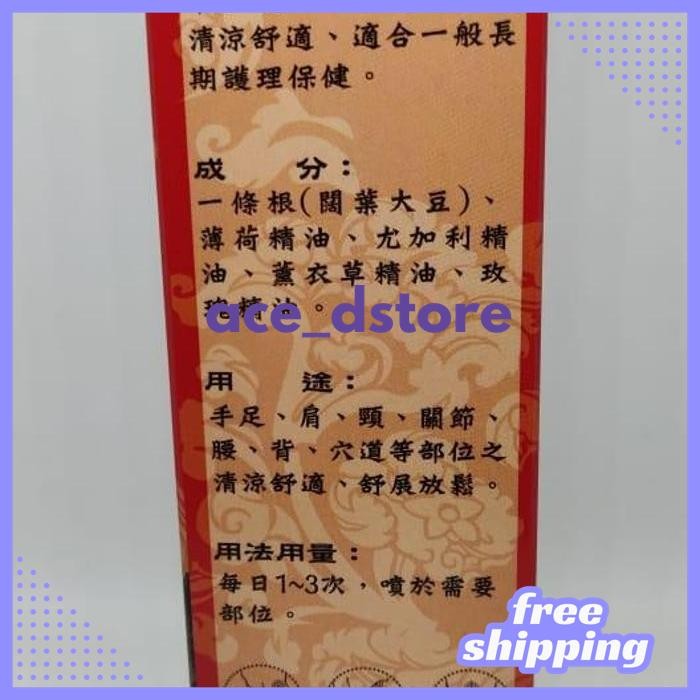 清涼舒適、適合一般長
期護理保健。
成 分：
一條根(闊葉大豆)、
薄荷精油、尤加利精
油、薰衣草精油、玫
瑰精油。
ace_dstore
用 途：
手足、肩、頸、關節、
腰、背、穴道等部位之
清涼舒適、舒展放鬆。
用法用量：
每日1~3次，噴於需要
部位。
free
shipping